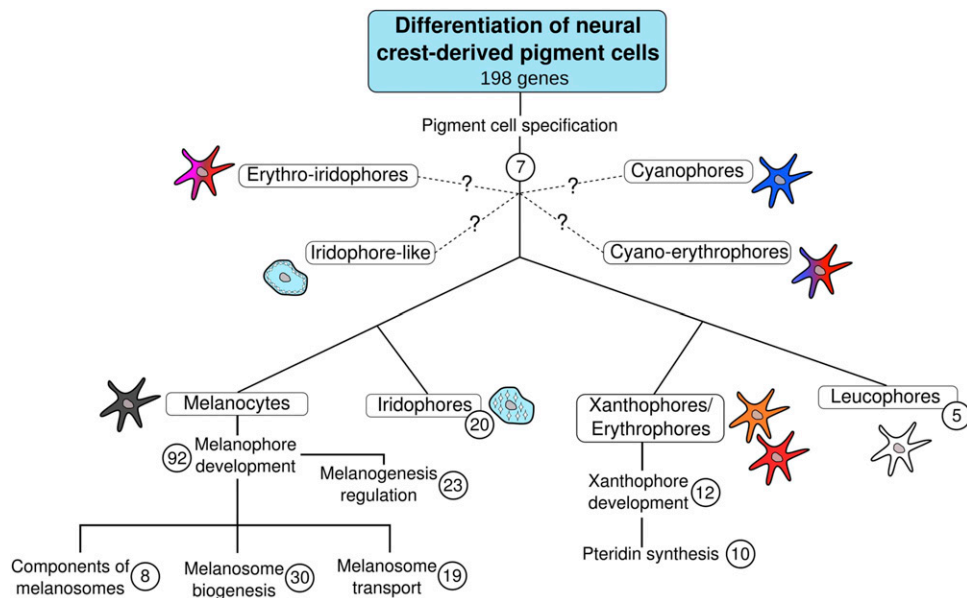 Differentiation of neural
crest-derived pigment cells
198 genes
Pigment cell specification
7
Erythro-iridophores
?
?
Cyanophores
Iridophore-like
?
?
Cyano-erythrophores
Melanocytes
Iridophores
20
Xanthophores/
Erythrophores
Leucophores
5
92
Melanophore
development
Melanogenesis
regulation
23
Xanthophore
development
12
Pteridin synthesis
10
Components of
melanosomes
8
Melanosome
biogenesis
30
Melanosome
transport
19